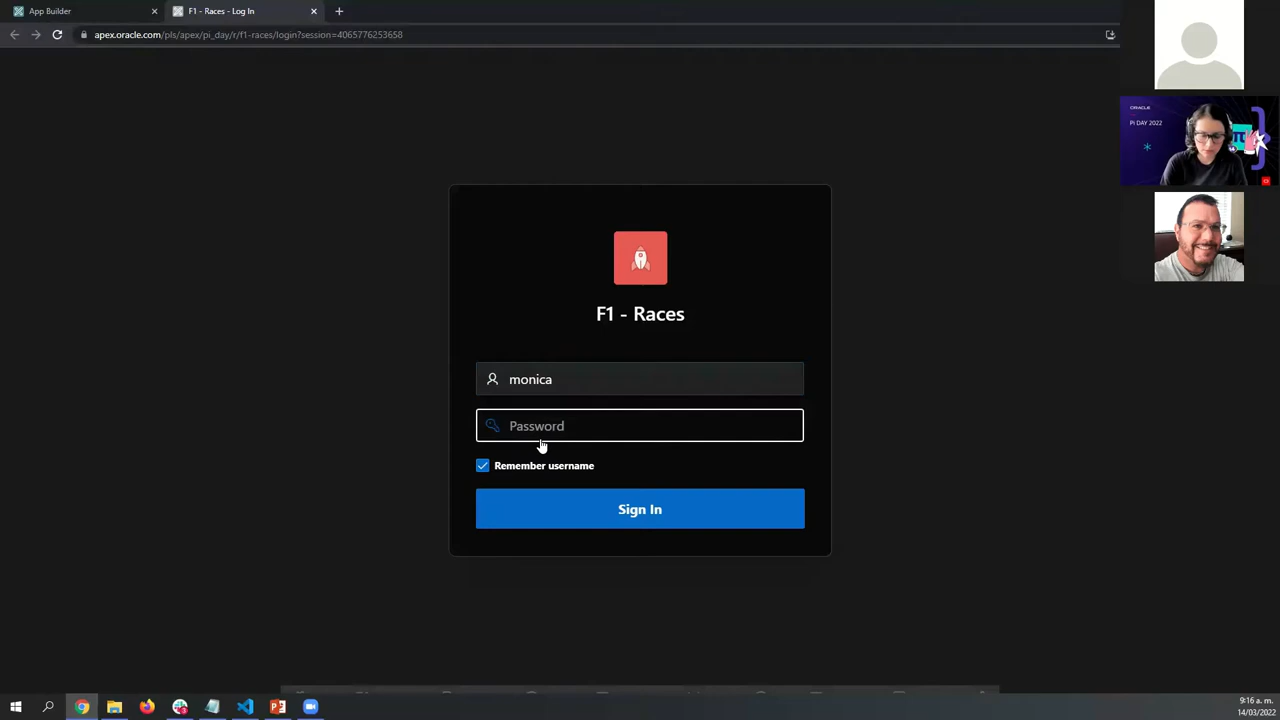 App Builder
F1 - Races - Log In
apex.oracle.com/pls/apex/pi_day/r/f1-races/login?session=4065776253658
ORACLE
Pi DAY 2022
F1 - Races
monica
Password
Remember username
Sign In
9:16 a. m.
14/03/2022